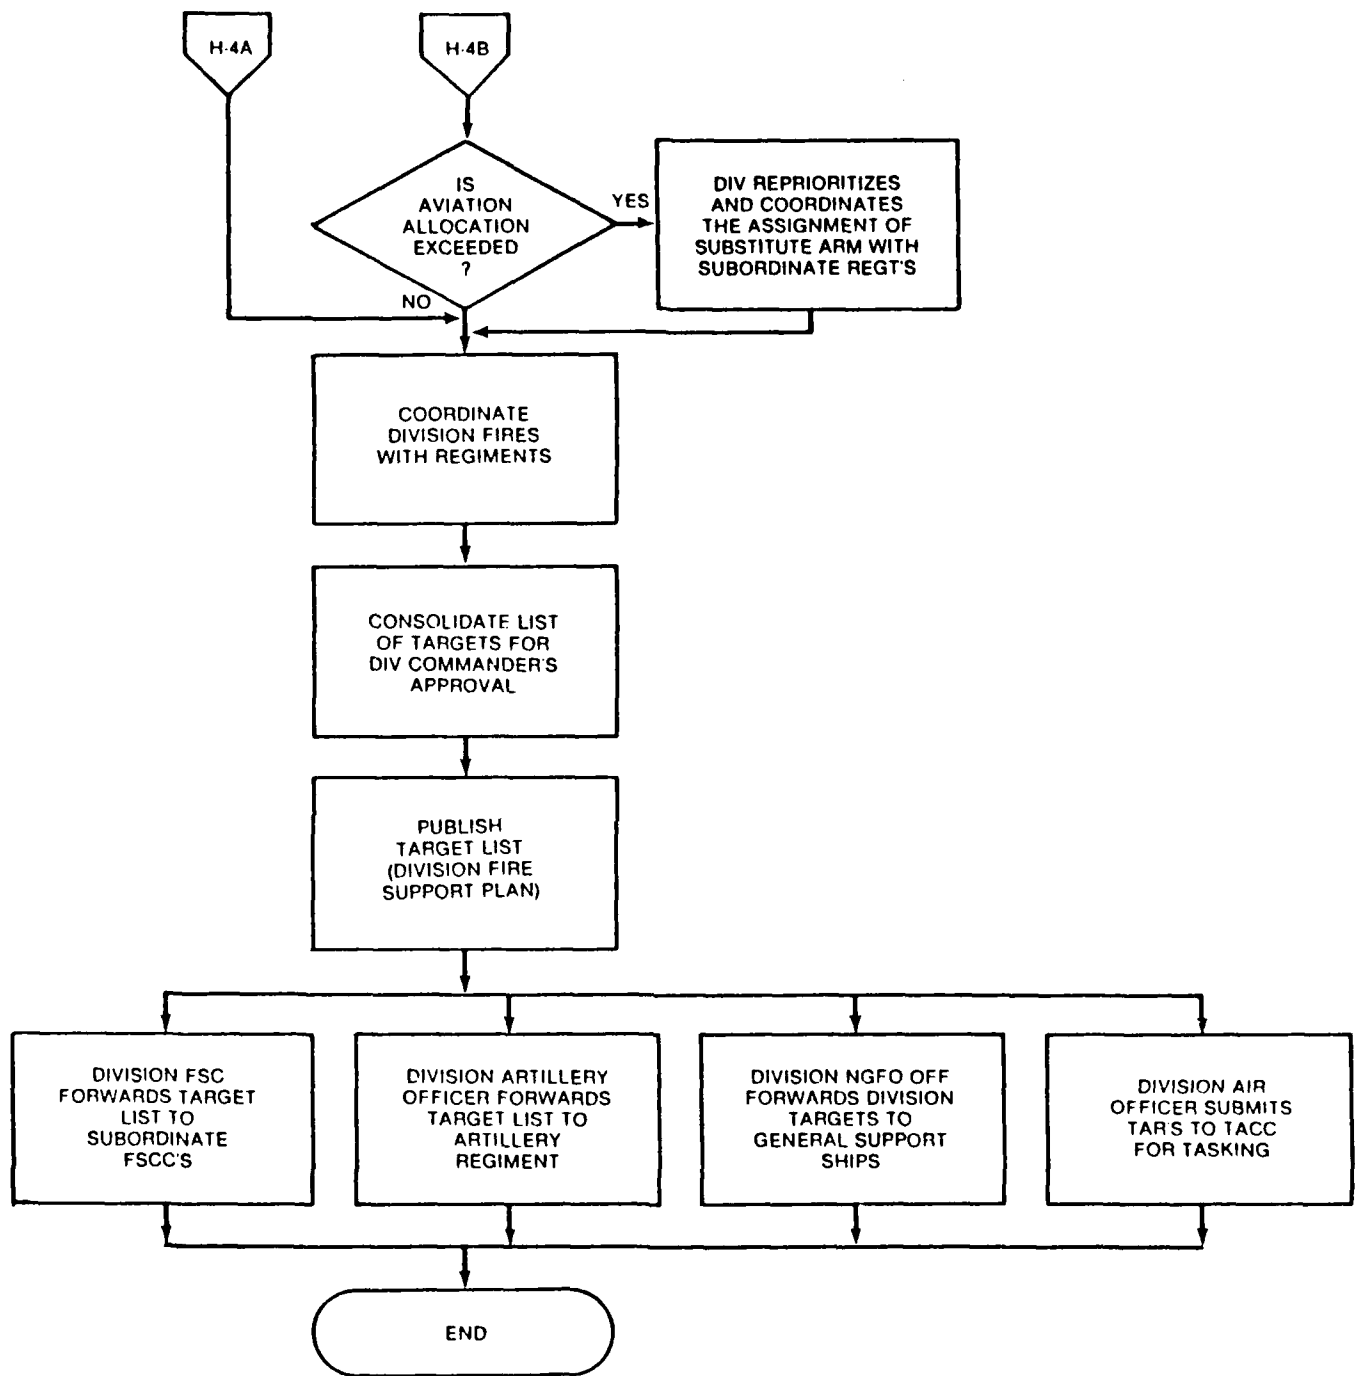 H-4A
H-4B
IS
AVIATION
ALLOCATION
EXCEEDED
?
YES
NO
DIV REPRIORITIZES
AND COORDINATES
THE ASSIGNMENT OF
SUBSTITUTE ARM WITH
SUBORDINATE REGT'S
COORDINATE
DIVISION FIRES
WITH REGIMENTS
CONSOLIDATE LIST
OF TARGETS FOR
DIV COMMANDER'S
APPROVAL
PUBLISH
TARGET LIST
(DIVISION FIRE
SUPPORT PLAN)
DIVISION FSC
FORWARDS TARGET
LIST TO
SUBORDINATE
FSCC'S
DIVISION ARTILLERY
OFFICER FORWARDS
TARGET LIST TO
ARTILLERY
REGIMENT
DIVISION NGFO OFF
FORWARDS DIVISION
TARGETS TO
GENERAL SUPPORT
SHIPS
DIVISION AIR
OFFICER SUBMITS
TAR'S TO TACC
FOR TASKING
END